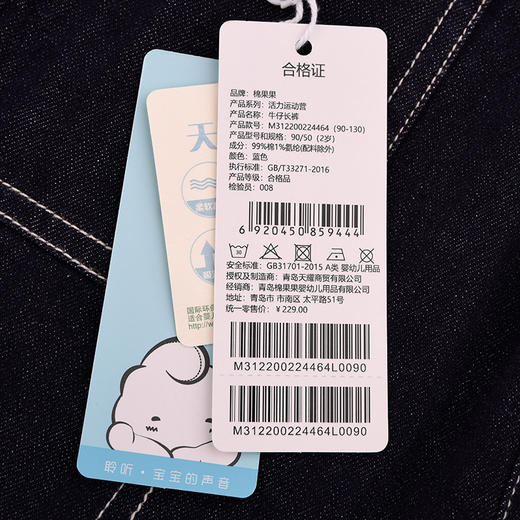 合格证
品牌：棉果果
产品系列：活力运动营
产品名称：牛仔长裤
产品款号：M312200224464（90-130）
产品型号和规格：90/50（2岁）
成分：99%棉1%氨纶(配料除外)
颜色：蓝色
执行标准：GB/T33271-2016
产品等级：合格品
检验员：008
6 920450 859444
30
安全标准：GB31701-2015 A类 婴幼儿用品
授权及制造商：青岛天耀商贸有限公司
经销商：青岛棉果果婴幼儿用品有限公司
地址：青岛市 市南区 太平路51号
统一零售价：￥229.00
M312200224464L0090
M312200224464L0090
天
柔软
国际环保
http://w
聆听·宝宝的声音